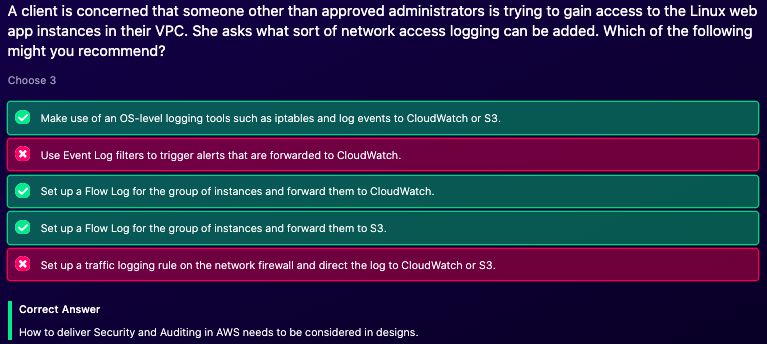 A client is concerned that someone other than approved administrators is trying to gain access to the Linux web
app instances in their VPC. She asks what sort of network access logging can be added. Which of the following
might you recommend?
Choose 3
Make use of an OS-level logging tools such as iptables and log events to CloudWatch or S3.
Use Event Log filters to trigger alerts that are forwarded to CloudWatch.
Set up a Flow Log for the group of instances and forward them to CloudWatch.
Set up a Flow Log for the group of instances and forward them to S3.
Set up a traffic logging rule on the network firewall and direct the log to CloudWatch or S3.
Correct Answer
How to deliver Security and Auditing in AWS needs to be considered in designs.